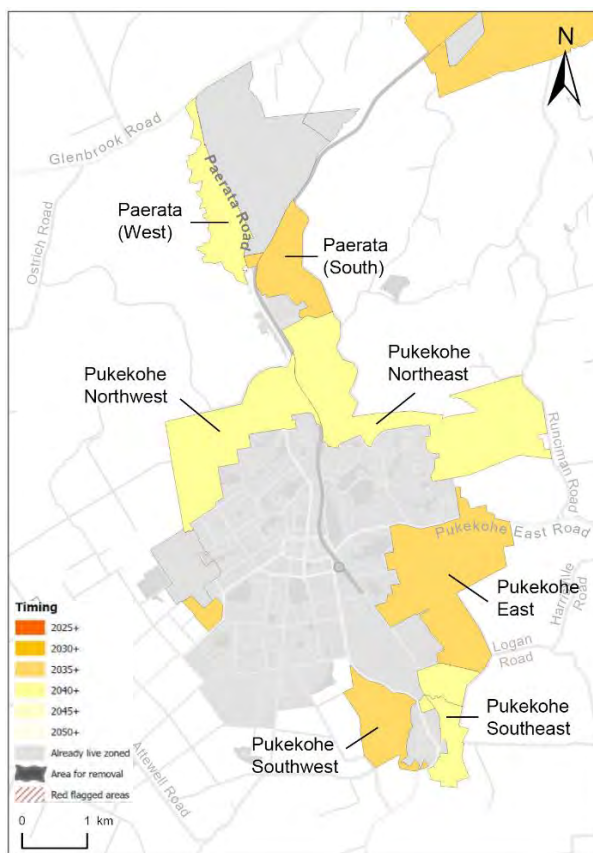 N
Glenbrook Road
Paerata Road
Ostrich Road
Paerata
(West)
Paerata
(South)
Pukekohe
Northwest
Pukekohe
Northeast
Runciman Road
Pukekohe East Road
Harrisville
Road
Pukekohe
East
Logan
Road
Pukekohe
Southeast
Pukekohe
Southwest
Attewell Road
Timing
2025+
2030+
2035+
2040+
2045+
2050+
Already live zoned
Area for removal
Red flagged areas
0 1 km